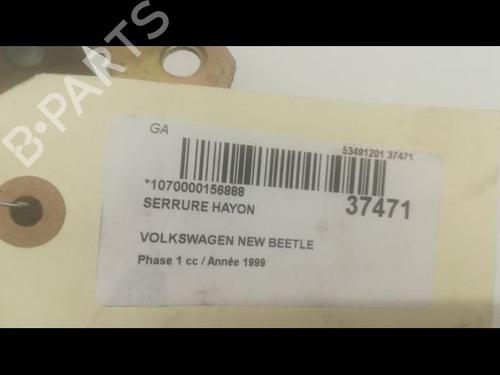 GA
53491201 37471
*1070000156888
SERRURE HAYON
37471
VOLKSWAGEN NEW BEETLE
Phase 1 cc / Année 1999
B-PARTS